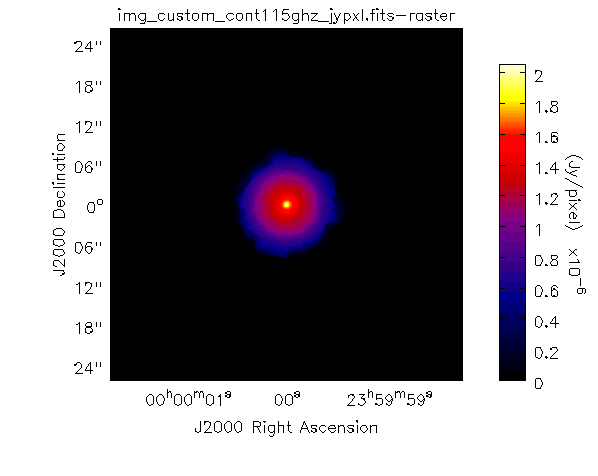 img_custom_cont115ghz_jypxl.fits-raster
24"
18"
12"
06"
0°
06"
12"
18"
24"
J2000 Declination
00ʰ00ᵐ01ˢ
00ˢ
23ʰ59ᵐ59ˢ
J2000 Right Ascension
2
1.8
1.6
1.4
1.2
1
0.8
0.6
0.4
0.2
0
(Jy/pixel) x10⁻⁶